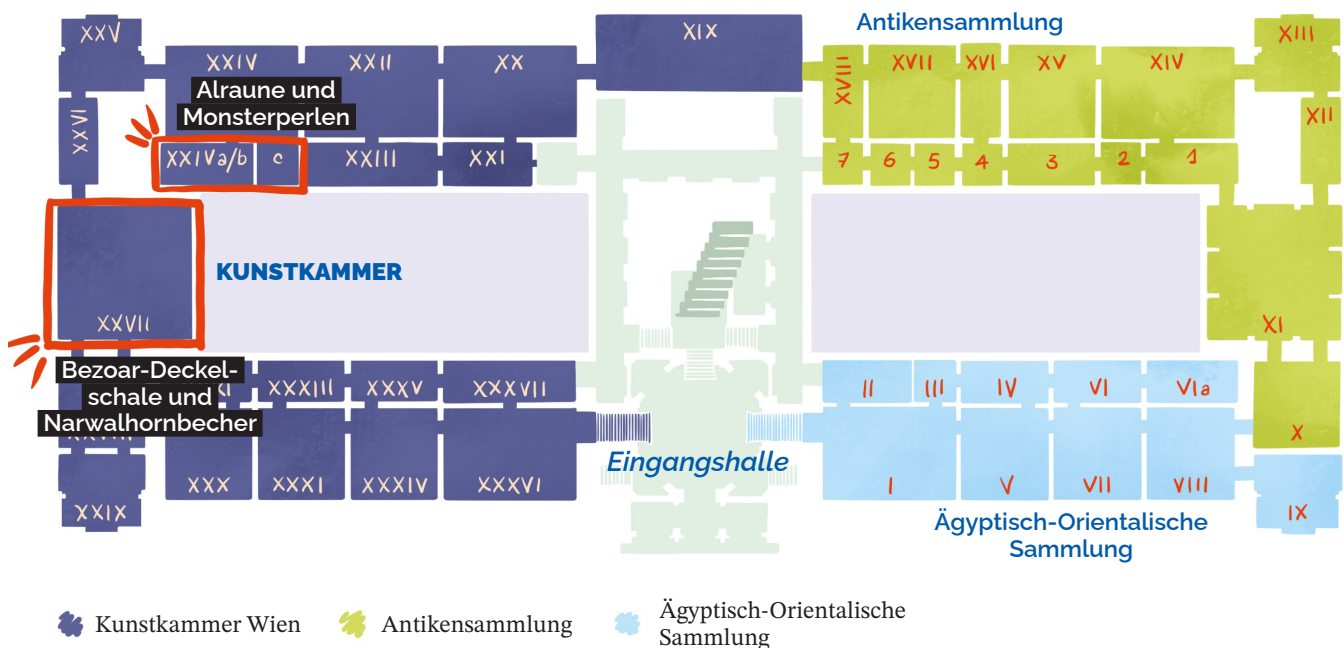 XXV
XXIV
XXII
XX
XIX
Antikensammlung
XVIII
XVII
XVI
XV
XIV
XIII
XII
Alraune und
Monsterperlen
XXVI
XXIVa/b
c
XXIII
XXI
7
6
5
4
3
2
1
KUNSTKAMMER
XXVII
XI
Bezoar-Deckel-
schale und
Narwalhornbecher
XXXIII
XXXV
XXXVII
II
III
IV
VI
VIa
X
Eingangshalle
XXIX
XXX
XXXI
XXXIV
XXXVI
I
V
VII
VIII
IX
Ägyptisch-Orientalische
Sammlung
Kunstkammer Wien
Antikensammlung
Ägyptisch-Orientalische
Sammlung